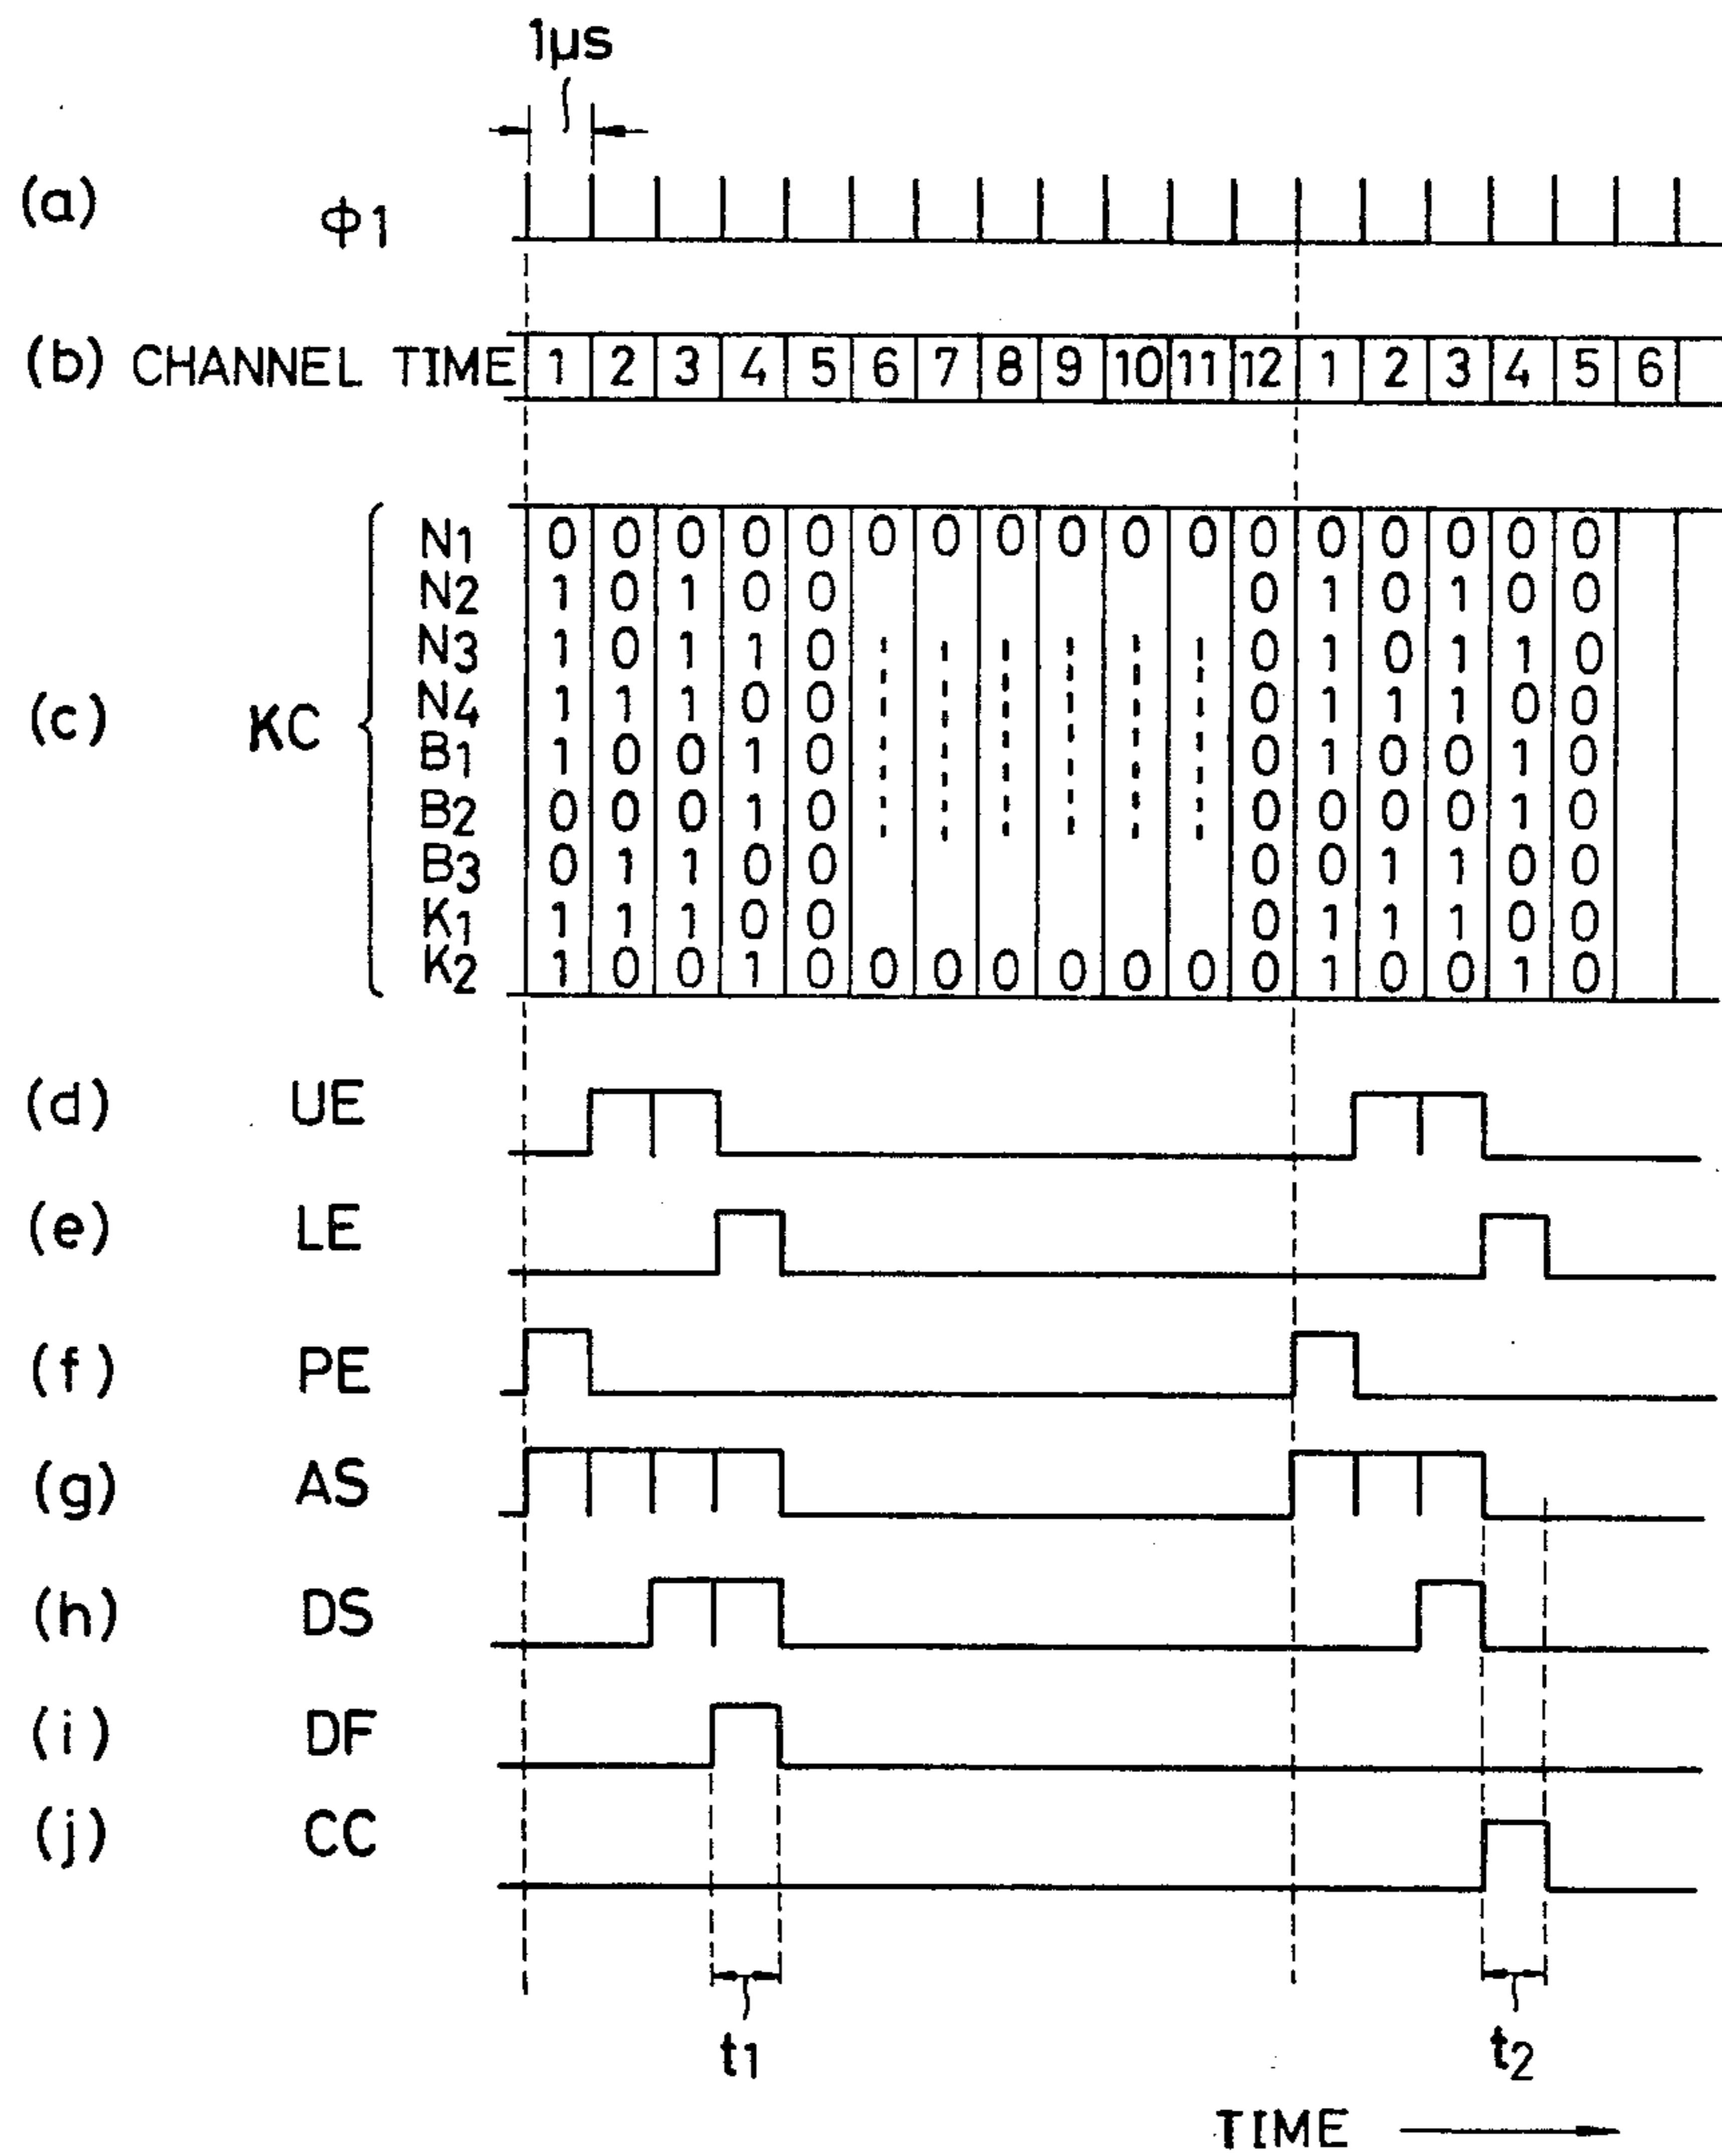 1μs
(a) ϕ1
(b) CHANNEL TIME 1 2 3 4 5 6 7 8 9 10 11 12 1 2 3 4 5 6
(c) KC
N1 0 0 0 0 0 0 0 0 0 0 0 0 0 0 0 0 0
N2 1 0 1 0 0 0 1 0 1 0 0
N3 1 0 1 1 0 0 1 0 1 1 0
N4 1 1 1 0 0 0 1 1 1 0 0
B1 1 0 0 1 0 0 1 0 0 1 0
B2 0 0 0 1 0 0 0 0 0 1 0
B3 0 1 1 0 0 0 0 1 1 0 0
K1 1 1 1 0 0 0 1 1 1 0 0
K2 1 0 0 1 0 0 0 0 0 0 0 0 1 0 0 1 0
(d) UE
(e) LE
(f) PE
(g) AS
(h) DS
(i) DF
(j) CC
t1 t2
TIME